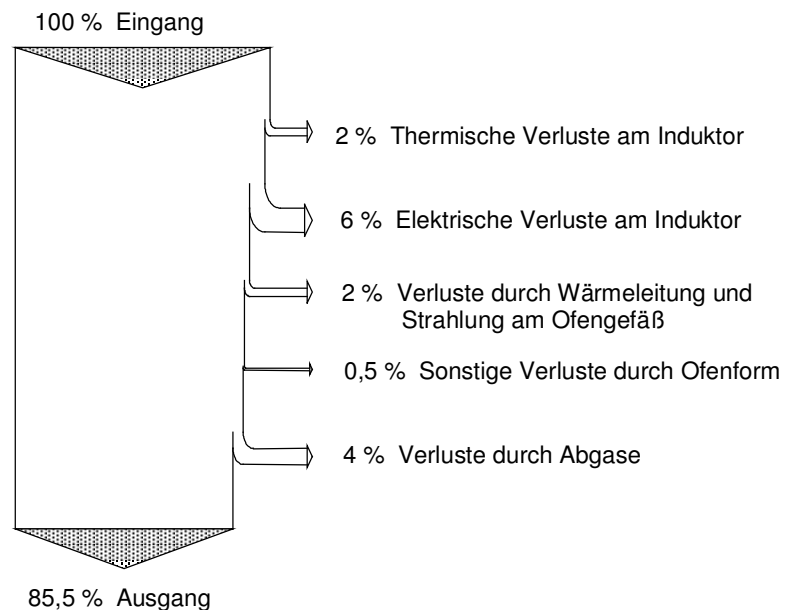 100 % Eingang
2 % Thermische Verluste am Induktor
6 % Elektrische Verluste am Induktor
2 % Verluste durch Wärmeleitung und
Strahlung am Ofengefäß
0,5 % Sonstige Verluste durch Ofenform
4 % Verluste durch Abgase
85,5 % Ausgang